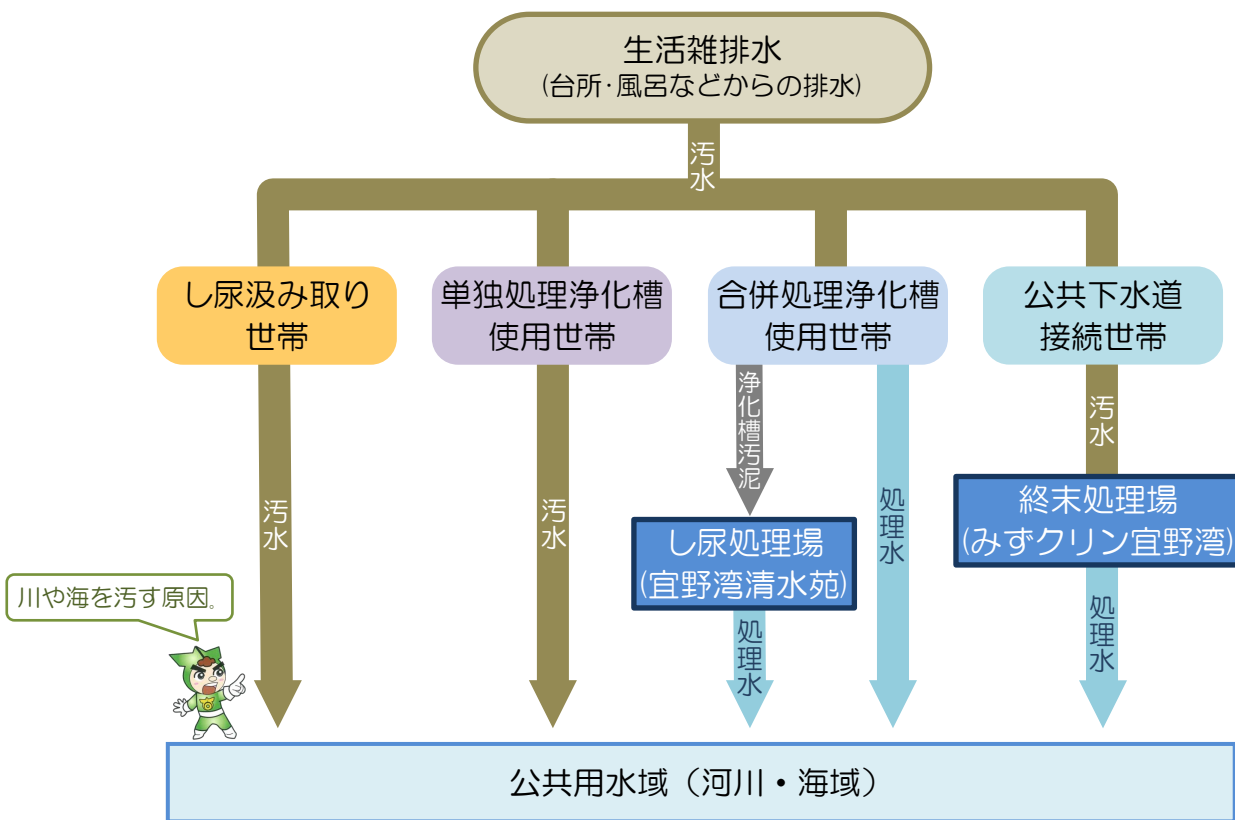 生活雑排水
(台所・風呂などからの排水)
汚水
し尿汲み取り
世帯
単独処理浄化槽
使用世帯
合併処理浄化槽
使用世帯
公共下水道
接続世帯
汚水
汚水
浄化槽汚泥
処理水
汚水
し尿処理場
(宜野湾清水苑)
終末処理場
(みずクリン宜野湾)
処理水
処理水
川や海を汚す原因。
公共用水域（河川・海域）